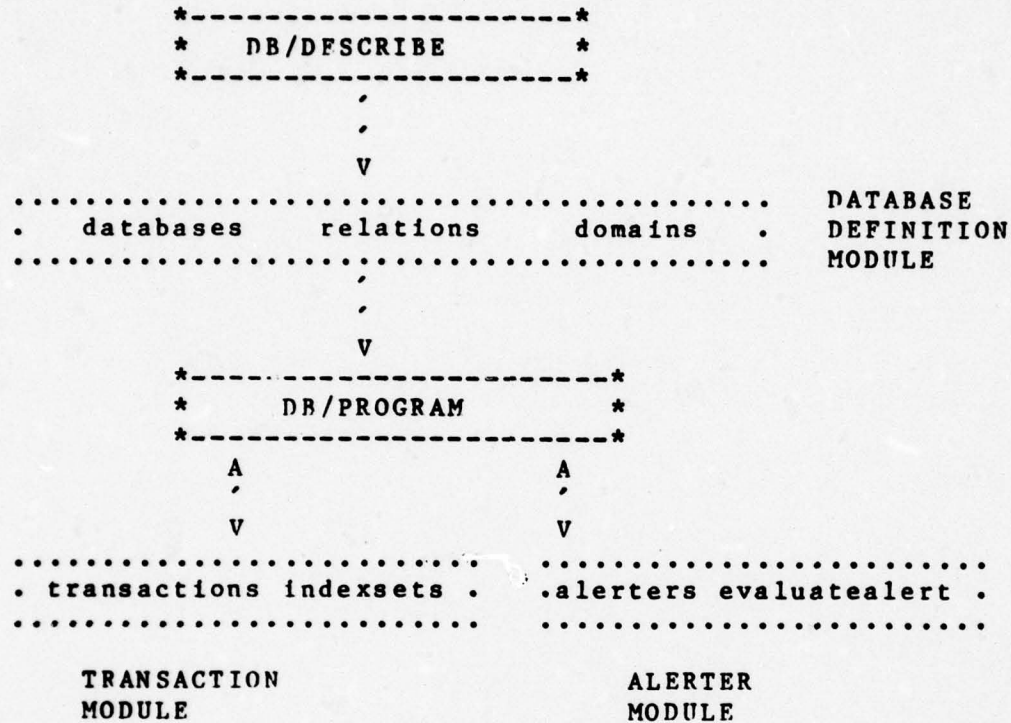 *----------------------*
*   DB/DESCRIBE   *
*----------------------*
'
'
V
...........................................   DATABASE
.   databases   relations   domains   .   DEFINITION
...........................................   MODULE
'
'
V
*------------------------*
*   DB/PROGRAM   *
*------------------------*
A   A
'   '
V   V
...........................   .........................
. transactions indexsets .   .alerters evaluatealert .
...........................   .........................
TRANSACTION   ALERTER
MODULE   MODULE